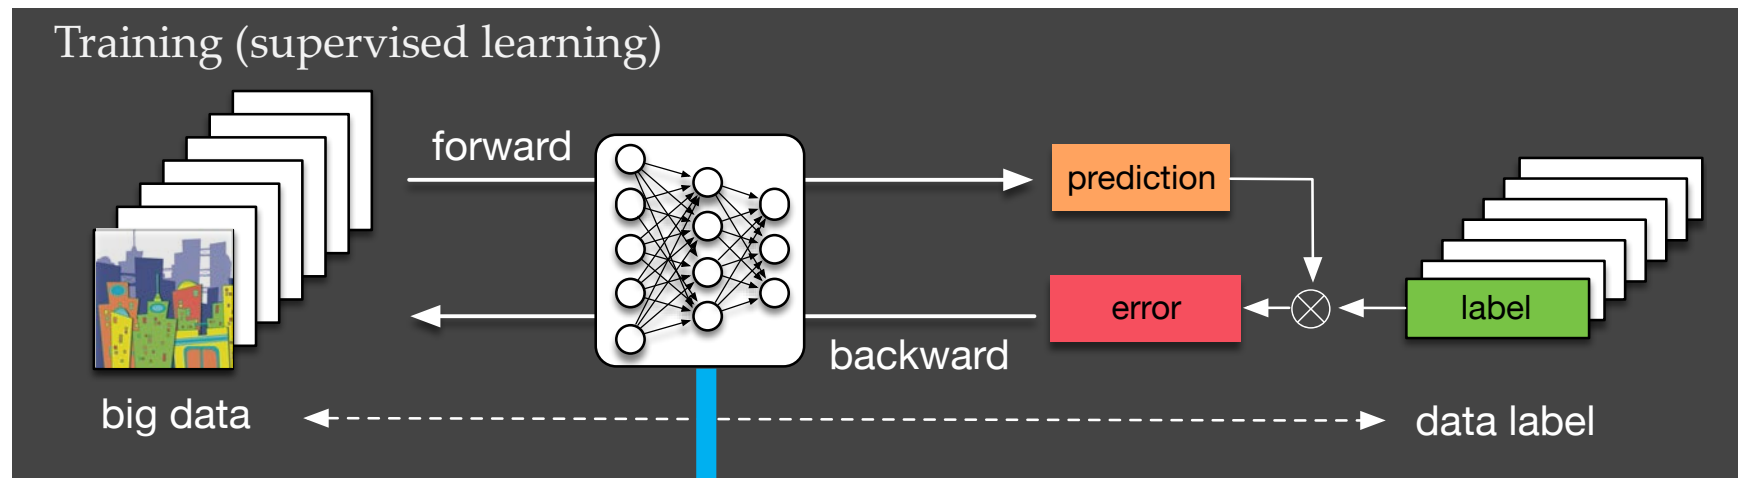 Training (supervised learning)
forward
prediction
error
label
backward
big data
data label